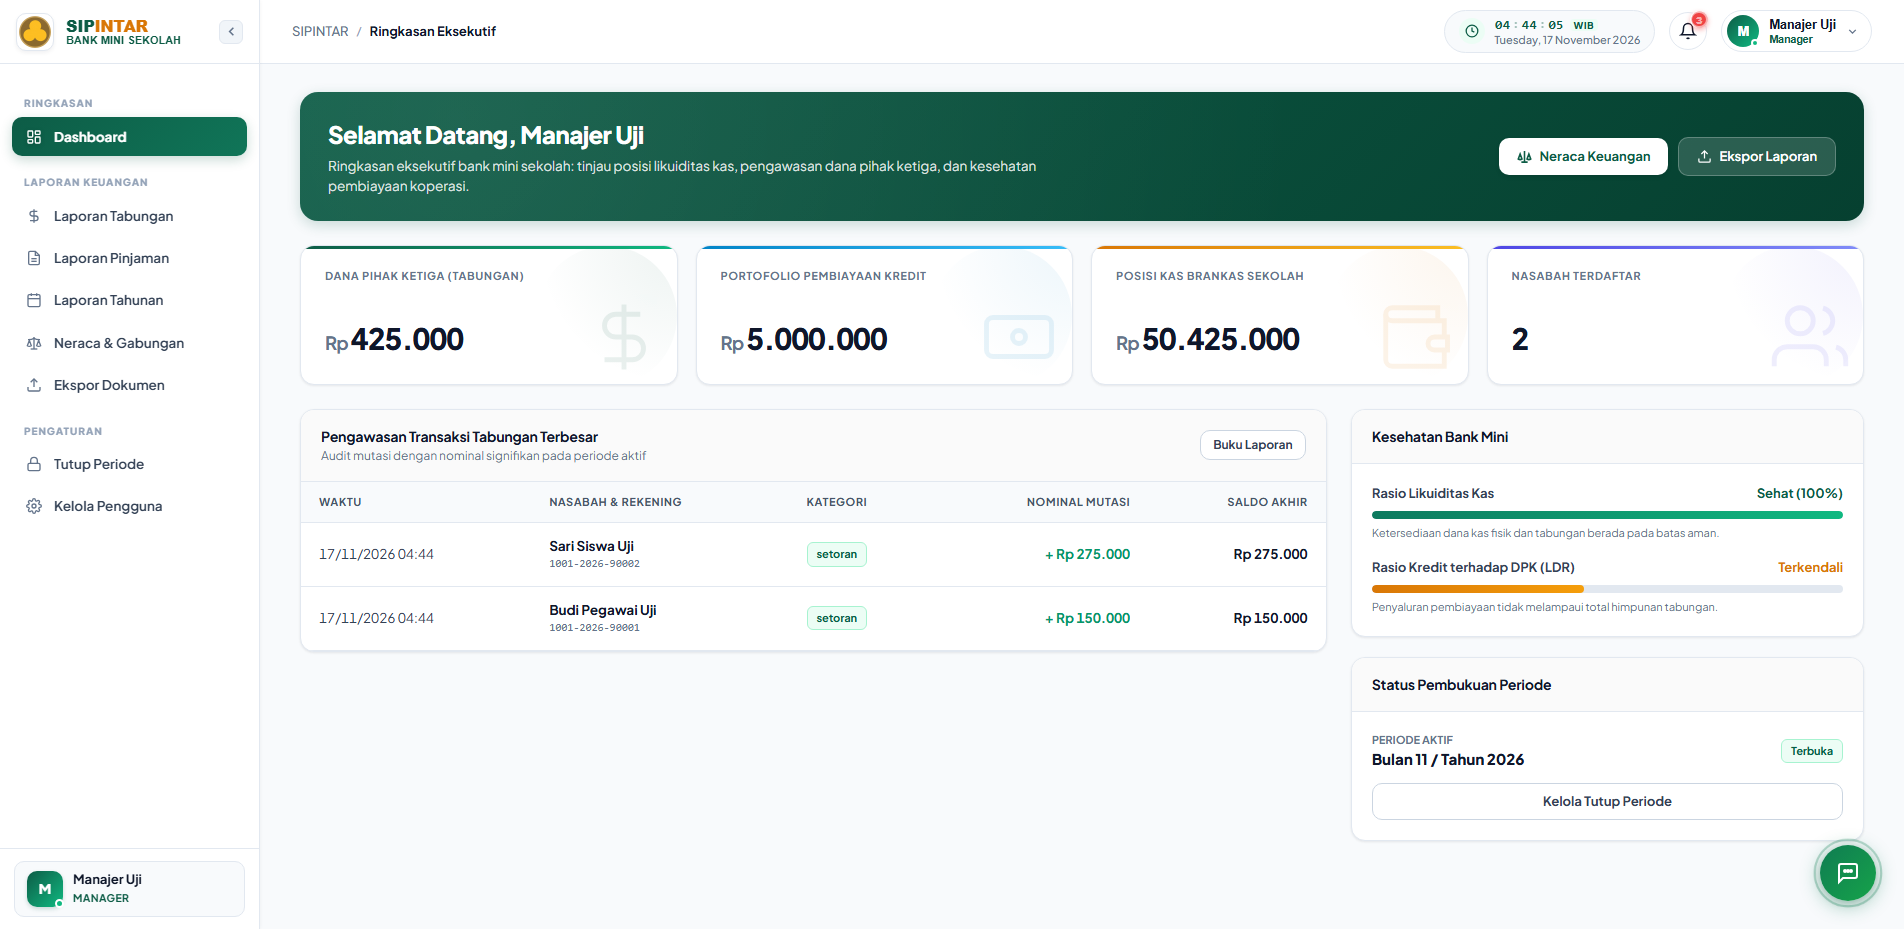 SIPINTAR
BANK MINI SEKOLAH
SIPINTAR / Ringkasan Eksekutif
04 : 44 : 05 WIB
Tuesday, 17 November 2026
3
M
Manajer Uji
Manager
RINGKASAN
Dashboard
LAPORAN KEUANGAN
Laporan Tabungan
Laporan Pinjaman
Laporan Tahunan
Neraca & Gabungan
Ekspor Dokumen
PENGATURAN
Tutup Periode
Kelola Pengguna
M
Manajer Uji
MANAGER
Selamat Datang, Manajer Uji
Ringkasan eksekutif bank mini sekolah: tinjau posisi likuiditas kas, pengawasan dana pihak ketiga, dan kesehatan
pembiayaan koperasi.
Neraca Keuangan
Ekspor Laporan
DANA PIHAK KETIGA (TABUNGAN)
Rp 425.000
PORTOFOLIO PEMBIAYAAN KREDIT
Rp 5.000.000
POSISI KAS BRANKAS SEKOLAH
Rp 50.425.000
NASABAH TERDAFTAR
2
Pengawasan Transaksi Tabungan Terbesar
Audit mutasi dengan nominal signifikan pada periode aktif
Buku Laporan
WAKTU NASABAH & REKENING KATEGORI NOMINAL MUTASI SALDO AKHIR
17/11/2026 04:44 Sari Siswa Uji setoran + Rp 275.000 Rp 275.000
1001-2026-90002
17/11/2026 04:44 Budi Pegawai Uji setoran + Rp 150.000 Rp 150.000
1001-2026-90001
Kesehatan Bank Mini
Rasio Likuiditas Kas Sehat (100%)
Ketersediaan dana kas fisik dan tabungan berada pada batas aman.
Rasio Kredit terhadap DPK (LDR) Terkendali
Penyaluran pembiayaan tidak melampaui total himpunan tabungan.
Status Pembukuan Periode
PERIODE AKTIF
Bulan 11 / Tahun 2026
Terbuka
Kelola Tutup Periode